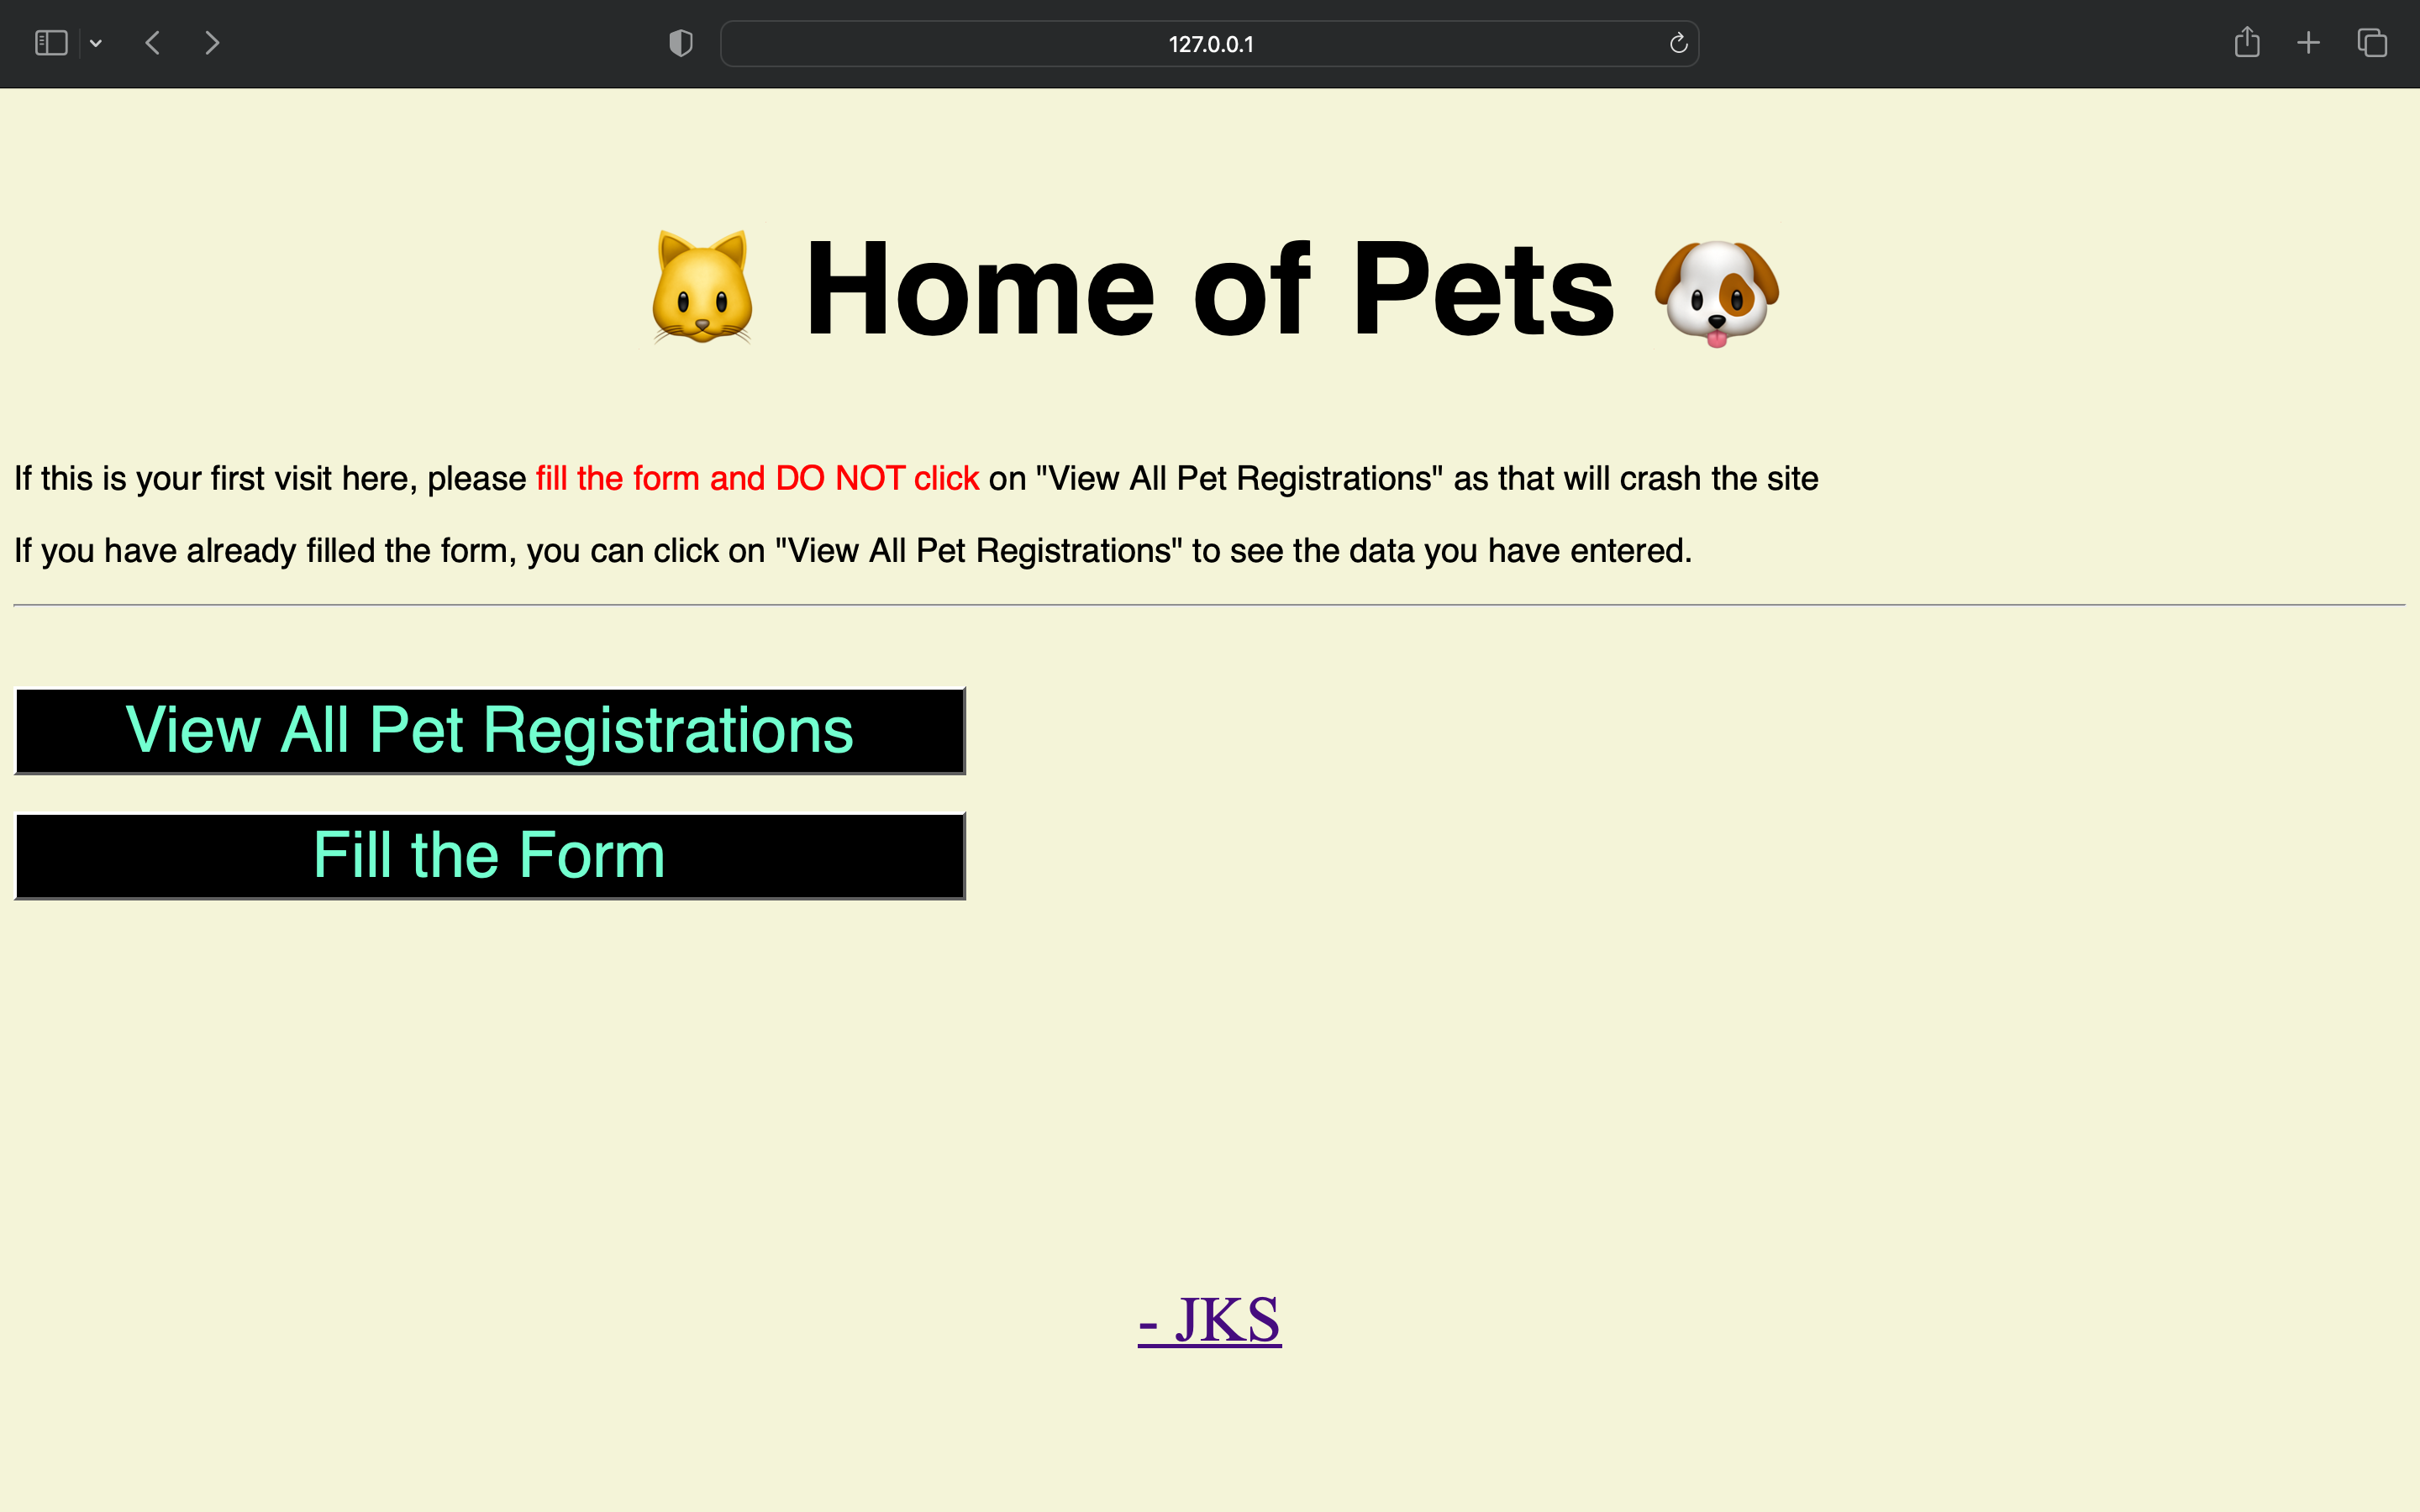 127.0.0.1
🐱 Home of Pets 🐶
If this is your first visit here, please fill the form and DO NOT click on "View All Pet Registrations" as that will crash the site
If you have already filled the form, you can click on "View All Pet Registrations" to see the data you have entered.
View All Pet Registrations
Fill the Form
- JKS